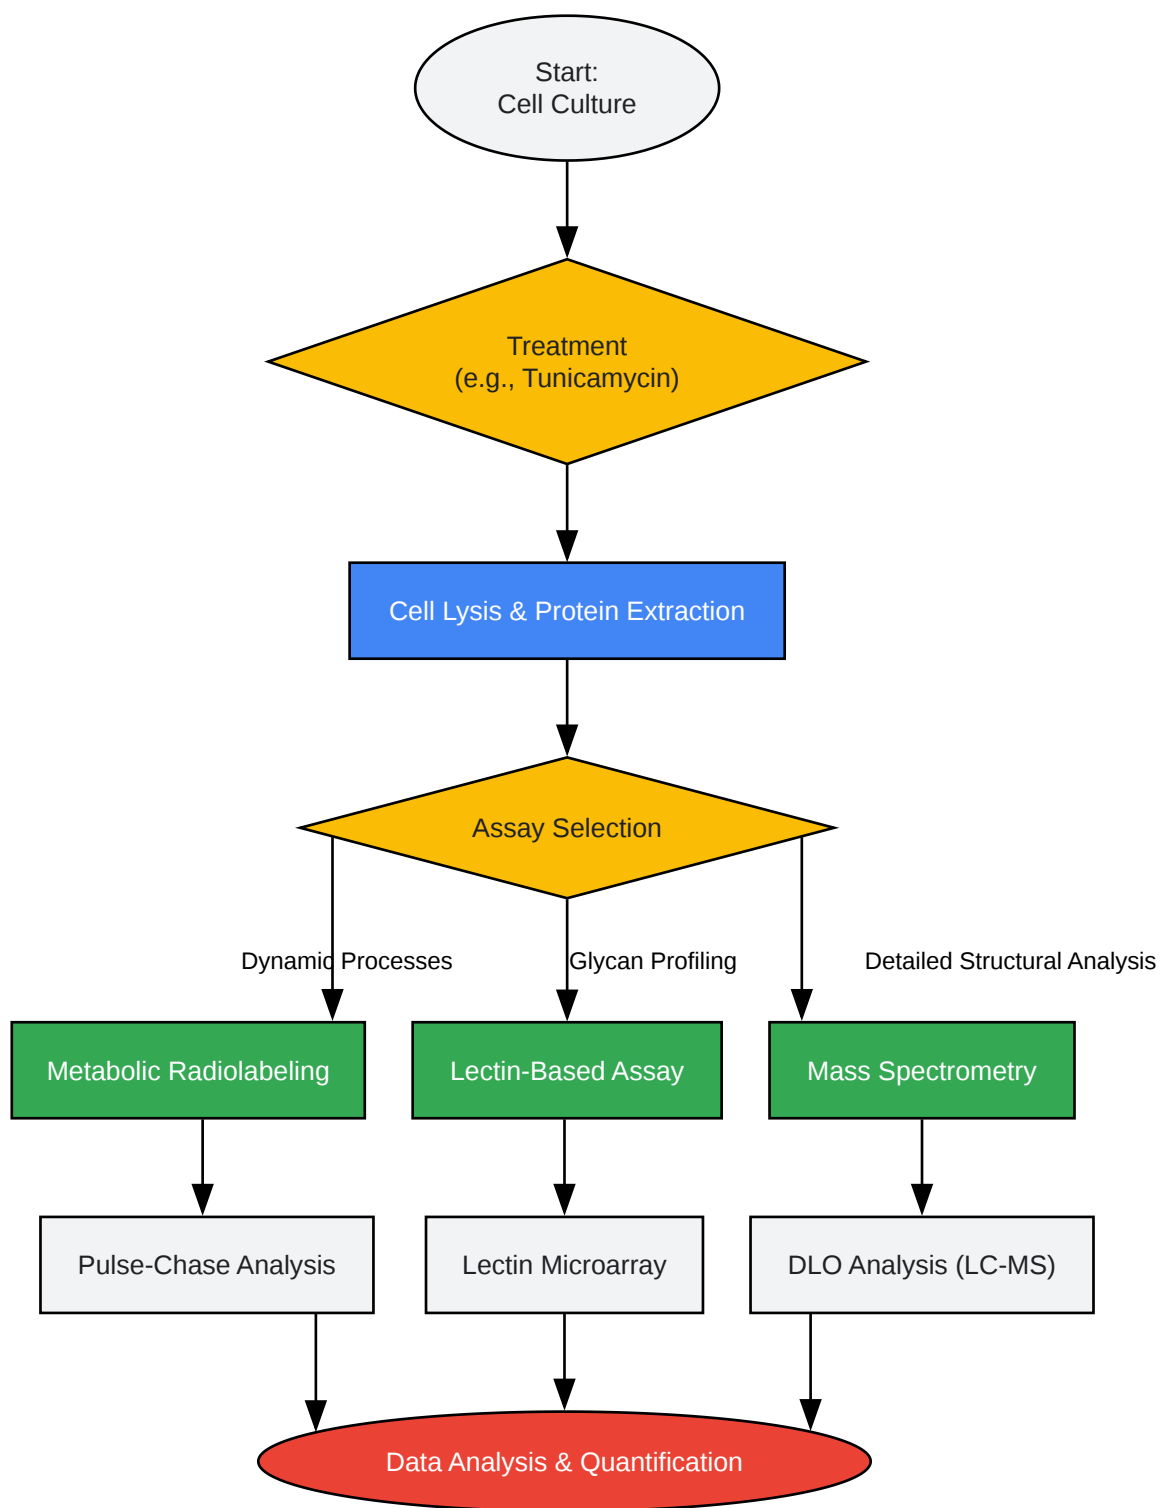 Start:
Cell Culture
Treatment
(e.g., Tunicamycin)
Cell Lysis & Protein Extraction
Assay Selection
Dynamic Processes
Glycan Profiling
Detailed Structural Analysis
Metabolic Radiolabeling
Lectin-Based Assay
Mass Spectrometry
Pulse-Chase Analysis
Lectin Microarray
DLO Analysis (LC-MS)
Data Analysis & Quantification